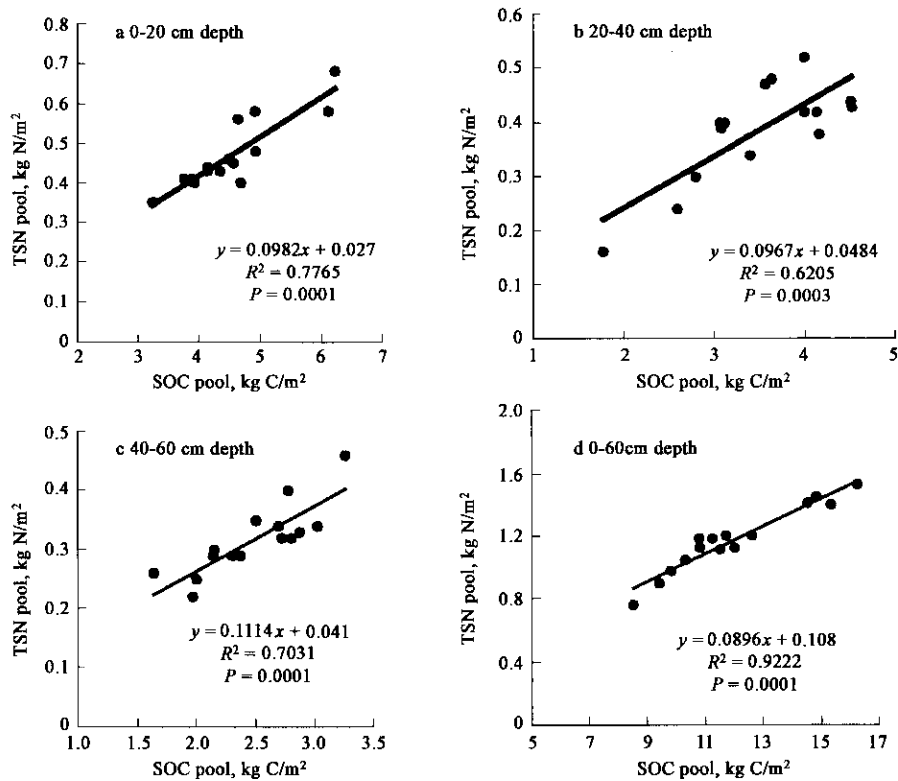 a 0-20 cm depth
TSN pool, kg N/m²
0.8
0.7
0.6
0.5
0.4
0.3
0.2
0.1
0
y = 0.0982x + 0.027
R² = 0.7765
P = 0.0001
2 3 4 5 6 7
SOC pool, kg C/m²
b 20-40 cm depth
TSN pool, kg N/m²
0.6
0.5
0.4
0.3
0.2
0.1
0.0
y = 0.0967x + 0.0484
R² = 0.6205
P = 0.0003
1 2 3 4 5
SOC pool, kg C/m²
c 40-60 cm depth
TSN pool, kg N/m²
0.5
0.4
0.3
0.2
0.1
0
y = 0.1114x + 0.041
R² = 0.7031
P = 0.0001
1.0 1.5 2.0 2.5 3.0 3.5
SOC pool, kg C/m²
d 0-60cm depth
TSN pool, kg N/m²
2.0
1.6
1.2
0.8
0.4
0.0
y = 0.0896x + 0.108
R² = 0.9222
P = 0.0001
5 7 9 11 13 15 17
SOC pool, kg C/m²